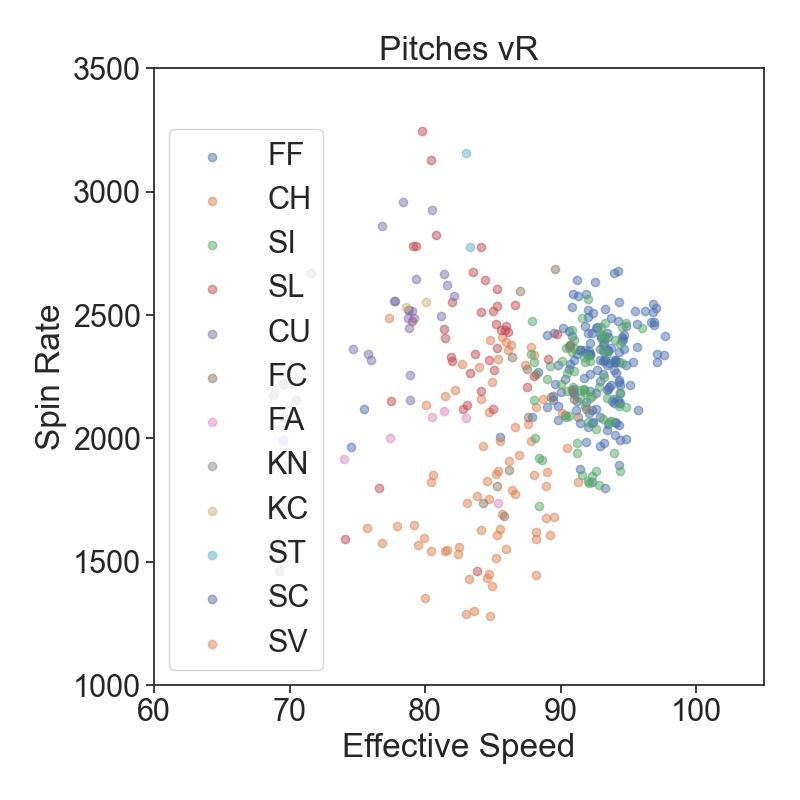 Pitches vR
3500
3000
2500
2000
1500
1000
Spin Rate
FF
CH
SI
SL
CU
FC
FA
KN
KC
ST
SC
SV
60 70 80 90 100
Effective Speed